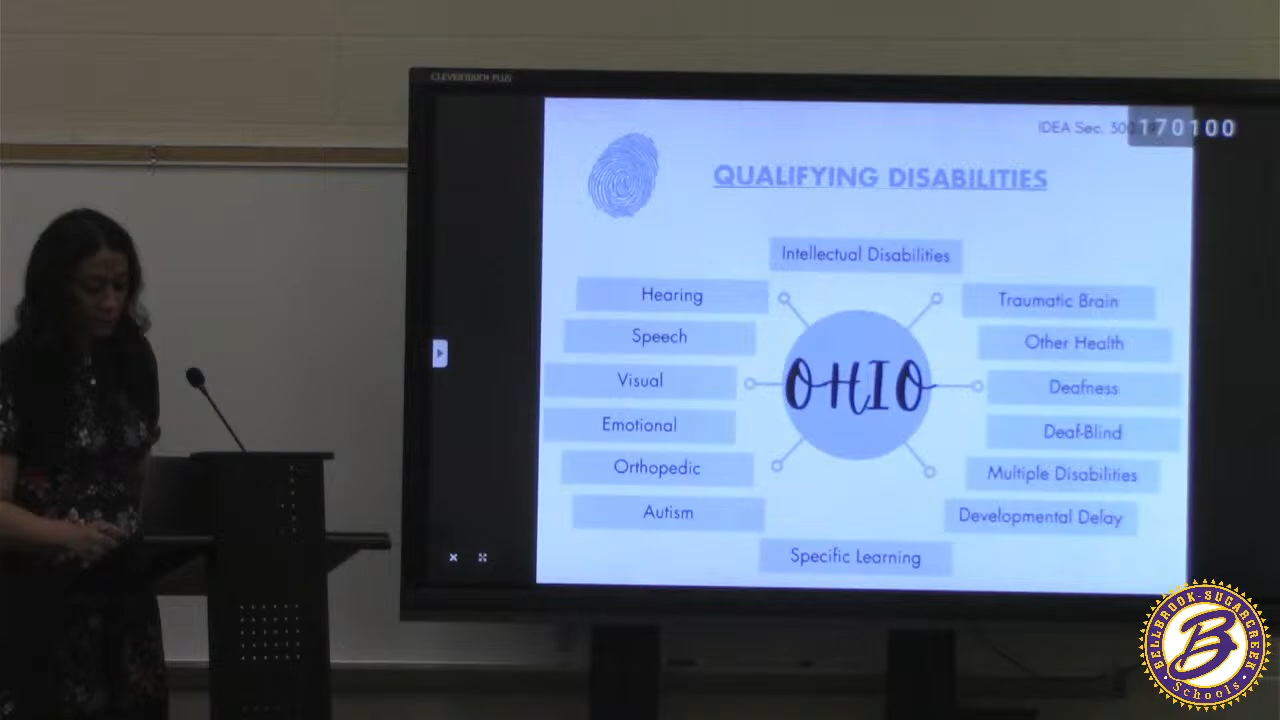 CLEVERTOUCH PLUS
IDEA Sec. 300
170100
QUALIFYING DISABILITIES
Intellectual Disabilities
Hearing
Speech
Visual
Emotional
Orthopedic
Autism
OHIO
Traumatic Brain
Other Health
Deafness
Deaf-Blind
Multiple Disabilities
Developmental Delay
Specific Learning
BELLBROOK-SUGARCREEK
B
Schools